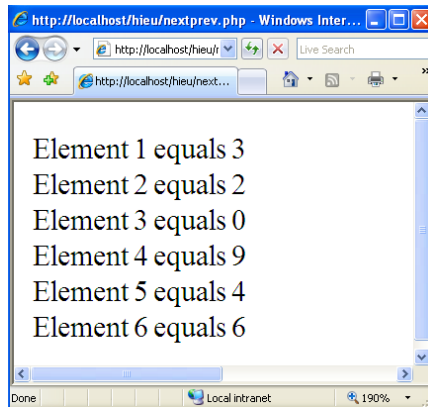 http://localhost/hieu/nextprev.php - Windows Inter...
http://localhost/hieu/r
Live Search
http://localhost/hieu/next...
»
Element 1 equals 3
Element 2 equals 2
Element 3 equals 0
Element 4 equals 9
Element 5 equals 4
Element 6 equals 6
Done
Local intranet
190%